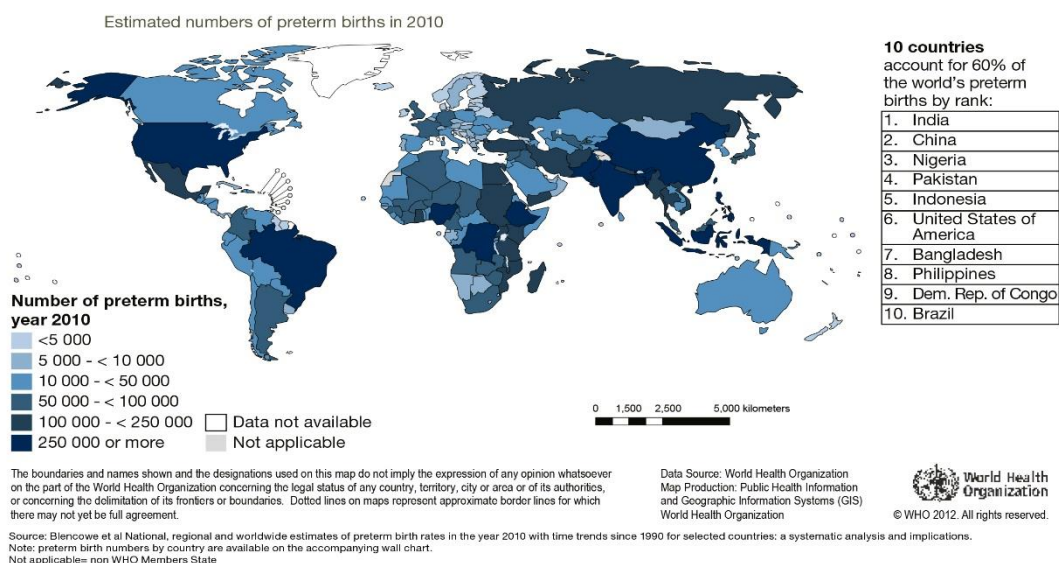 Estimated numbers of preterm births in 2010
10 countries
account for 60% of
the world's preterm
births by rank:
1. India
2. China
3. Nigeria
4. Pakistan
5. Indonesia
6. United States of
America
7. Bangladesh
8. Philippines
9. Dem. Rep. of Congo
10. Brazil
Number of preterm births,
year 2010
<5 000
5 000 - < 10 000
10 000 - < 50 000
50 000 - < 100 000
100 000 - < 250 000
250 000 or more
Data not available
Not applicable
0 1,500 2,500 5,000 kilometers
The boundaries and names shown and the designations used on this map do not imply the expression of any opinion whatsoever
on the part of the World Health Organization concerning the legal status of any country, territory, city or area or of its authorities,
or concerning the delimitation of its frontiers or boundaries. Dotted lines on maps represent approximate border lines for which
there may not yet be full agreement.
Data Source: World Health Organization
Map Production: Public Health Information
and Geographic Information Systems (GIS)
World Health Organization
World Health
Organization
© WHO 2012. All rights reserved.
Source: Blencowe et al National, regional and worldwide estimates of preterm birth rates in the year 2010 with time trends since 1990 for selected countries: a systematic analysis and implications.
Note: preterm birth numbers by country are available on the accompanying wall chart.
Not applicable= non WHO Members State